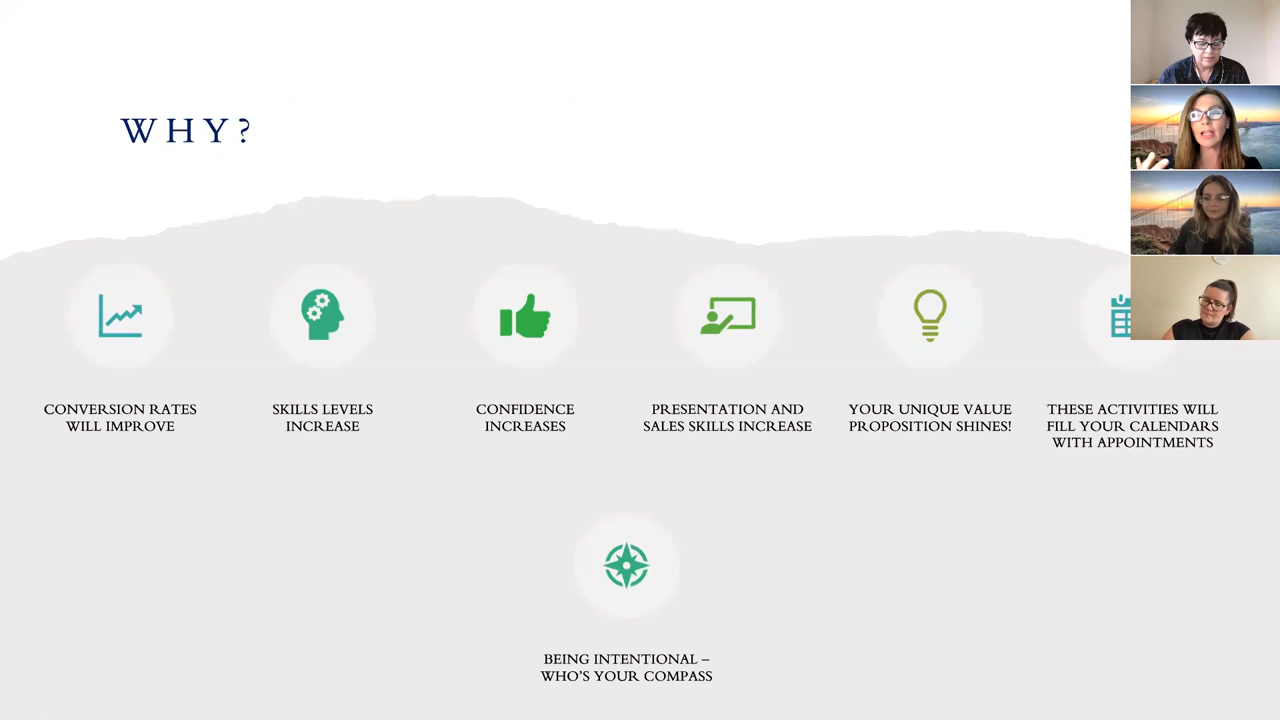 WHY?
CONVERSION RATES
WILL IMPROVE
SKILLS LEVELS
INCREASE
CONFIDENCE
INCREASES
PRESENTATION AND
SALES SKILLS INCREASE
YOUR UNIQUE VALUE
PROPOSITION SHINES!
THESE ACTIVITIES WILL
FILL YOUR CALENDARS
WITH APPOINTMENTS
BEING INTENTIONAL –
WHO'S YOUR COMPASS